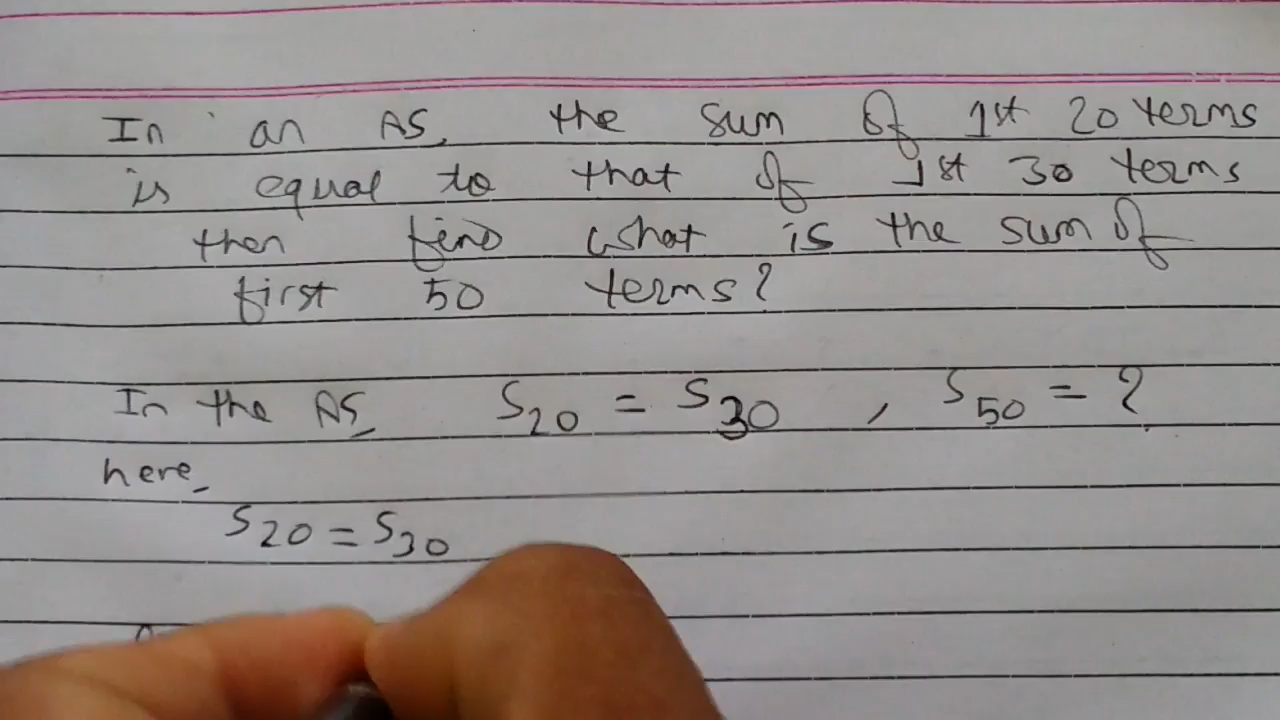 In an AS, the sum of 1st 20 terms
is equal to that of 1st 30 terms
then find what is the sum of
first 50 terms?
In the AS, S20 = S30 , S50 = ?
here,
S20 = S30